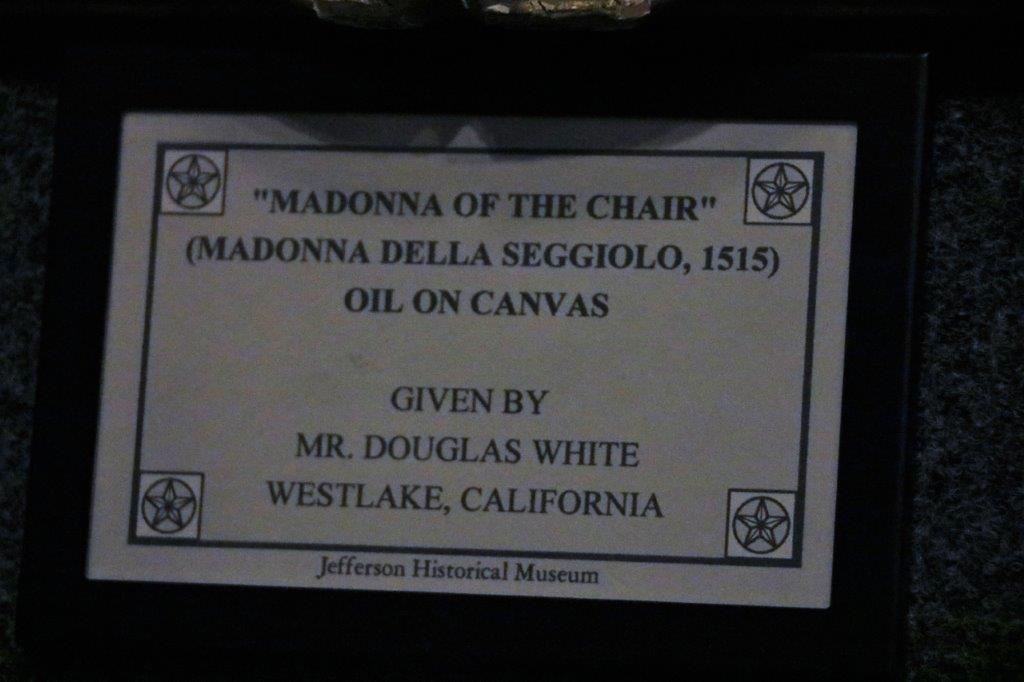 "MADONNA OF THE CHAIR"
(MADONNA DELLA SEGGIOLO, 1515)
OIL ON CANVAS
GIVEN BY
MR. DOUGLAS WHITE
WESTLAKE, CALIFORNIA
Jefferson Historical Museum